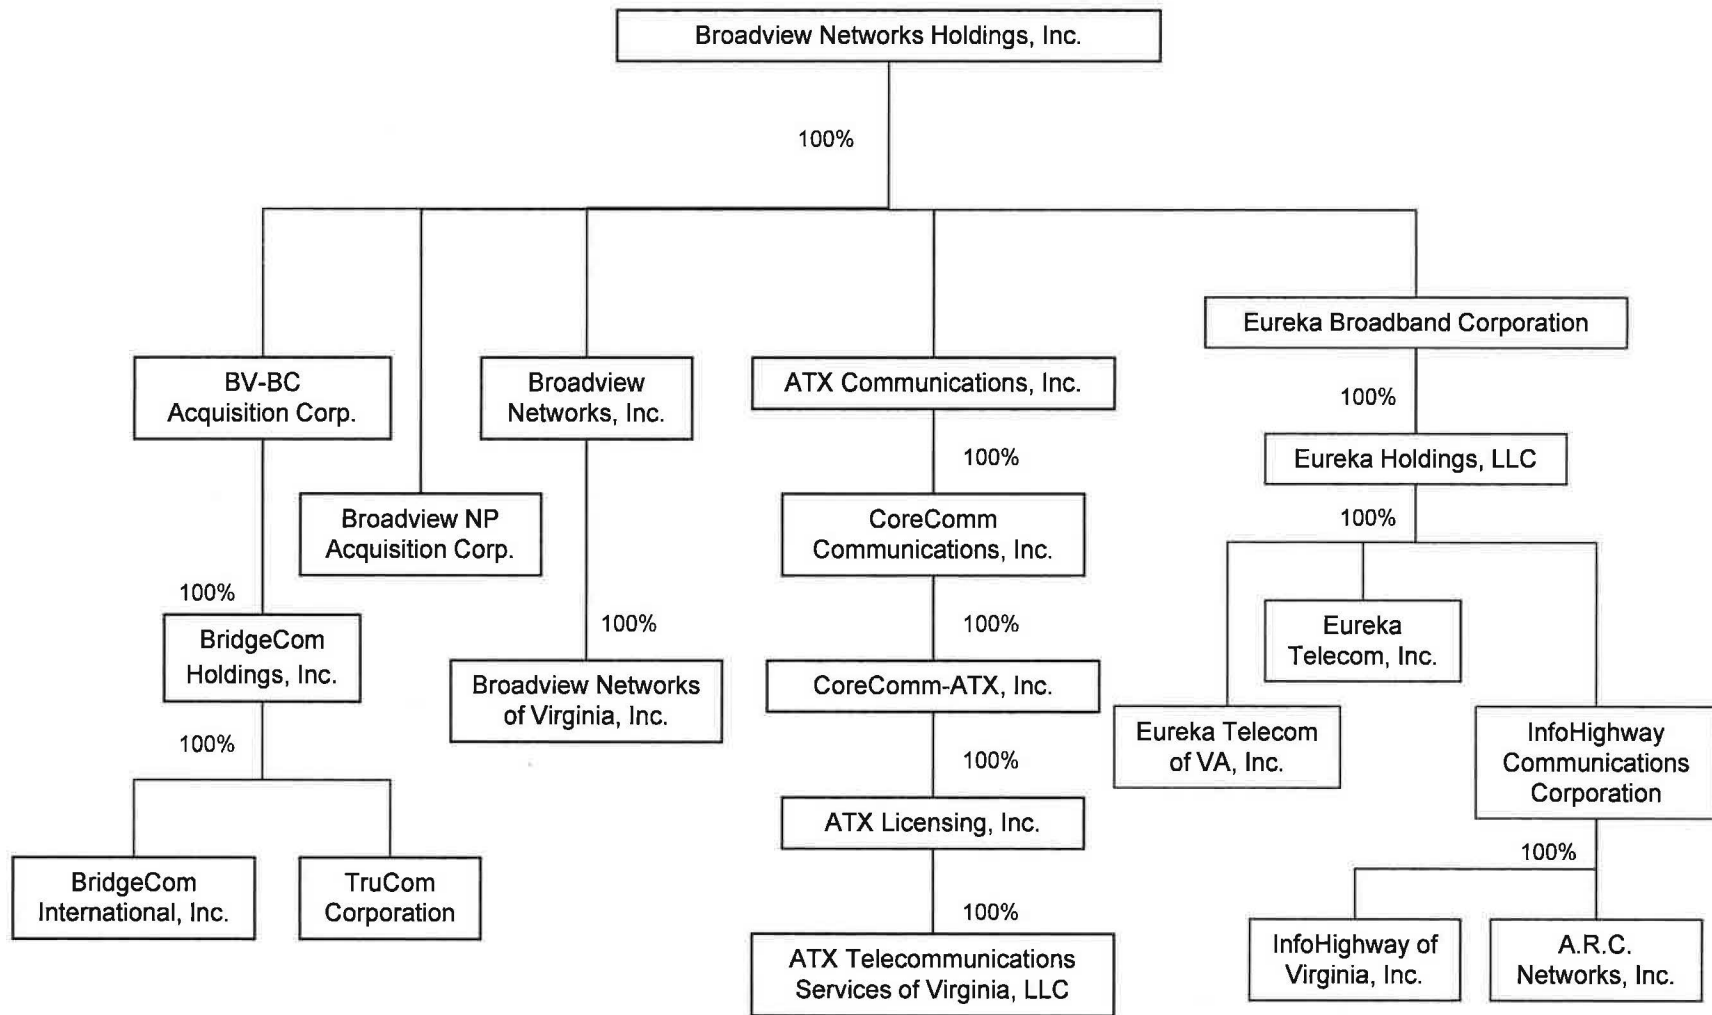 Broadview Networks Holdings, Inc.
100%
Eureka Broadband Corporation
BV-BC
Acquisition Corp.
Broadview
Networks, Inc.
ATX Communications, Inc.
100%
Eureka Holdings, LLC
100%
Broadview NP
Acquisition Corp.
CoreComm
Communications, Inc.
100%
100%
BridgeCom
Holdings, Inc.
100%
Broadview Networks
of Virginia, Inc.
100%
CoreComm-ATX, Inc.
Eureka
Telecom, Inc.
Eureka Telecom
of VA, Inc.
InfoHighway
Communications
Corporation
100%
100%
ATX Licensing, Inc.
100%
BridgeCom
International, Inc.
TruCom
Corporation
100%
ATX Telecommunications
Services of Virginia, LLC
InfoHighway of
Virginia, Inc.
A.R.C.
Networks, Inc.